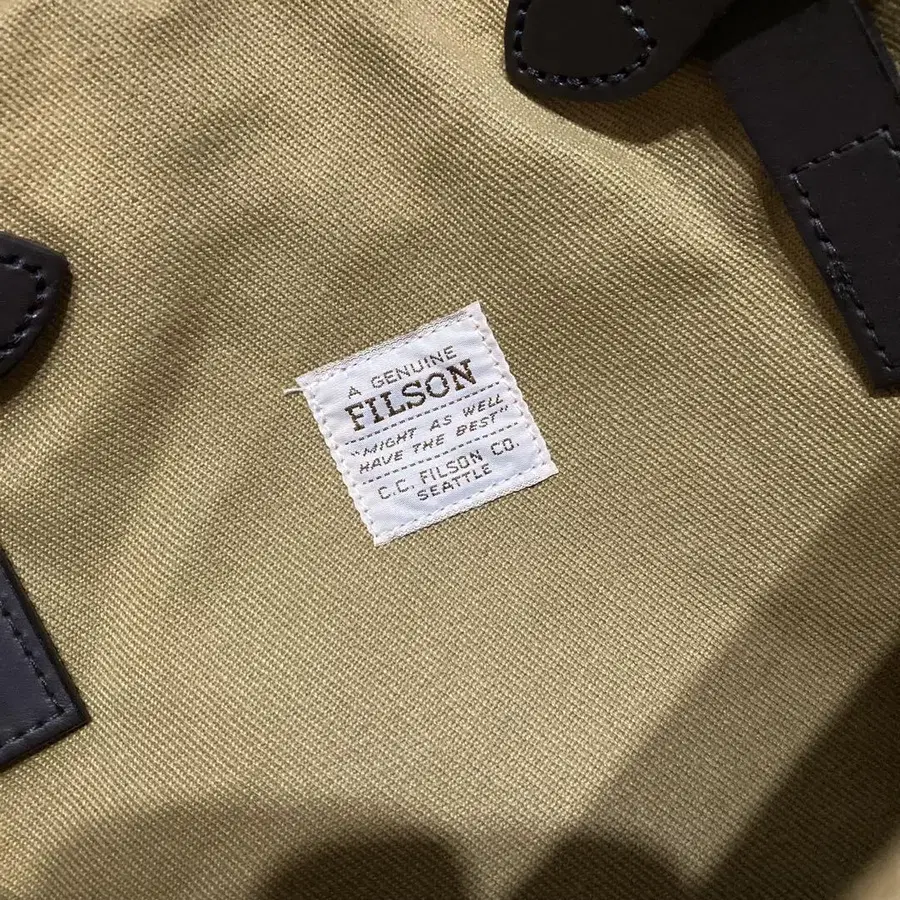 A GENUINE
FILSON
"MIGHT AS WELL
HAVE THE BEST"
C.C. FILSON CO.
SEATTLE